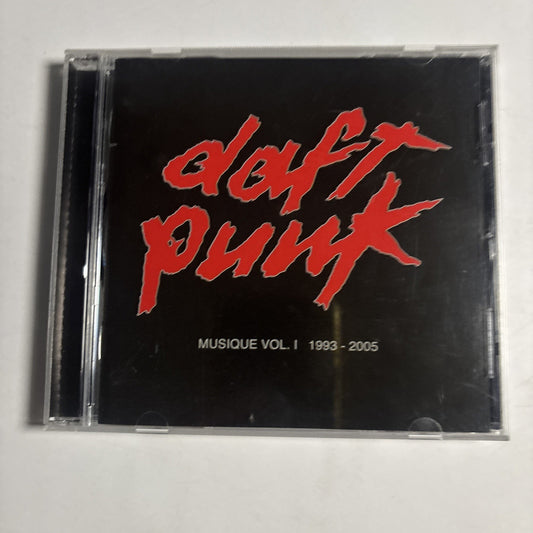 daft
punk
MUSIQUE VOL. I 1993 - 2005